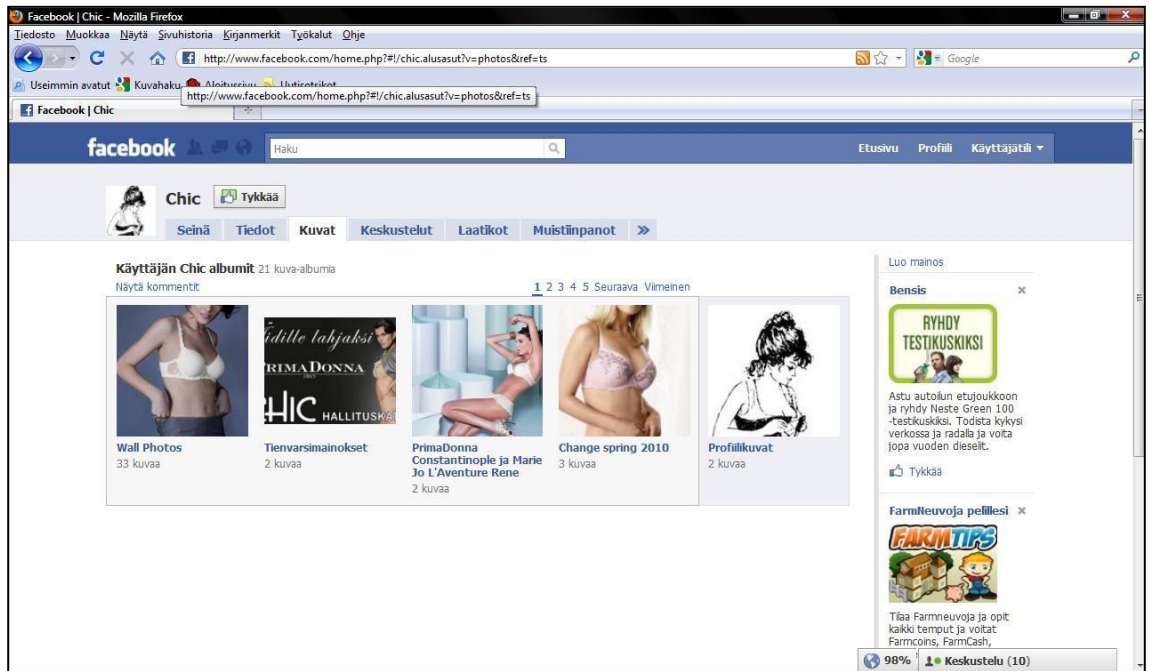 Facebook | Chic - Mozilla Firefox
Tiedosto Muokkaa Näytä Sivuhistoria Kirjanmerkit Työkalut Ohje
http://www.facebook.com/home.php?#!/chic.alusasut?v=photos&ref=ts
Google
Useimmin avatut Kuvahaku Aloitussivu Uutisotsikot
http://www.facebook.com/home.php?#!/chic.alusasut?v=photos&ref=ts
Facebook | Chic
facebook
Haku
Etusivu Profiili Käyttäjätili
Chic
Tykkää
Seinä Tiedot Kuvat Keskustelut Laatikot Muistiinpanot »
Käyttäjän Chic albumit 21 kuva-albumia
Näytä kommentit
1 2 3 4 5 Seuraava Viimeinen
lahjaksi
PRIMADONNA
CHIC HALLITUSKA
Wall Photos
33 kuvaa
Tienvarsimainokset
2 kuvaa
PrimaDonna
Constantinople ja Marie
Jo L'Aventure Rene
2 kuvaa
Change spring 2010
3 kuvaa
Profiilikuvat
2 kuvaa
Luo mainos
Bensis
RYHDY
TESTIKUSKIKSI
Astu autoilun etujoukkoon
ja ryhdy Neste Green 100
-testikuskiksi. Todista kykysi
verkossa ja radalla ja voita
jopa vuoden dieselit.
Tykkää
FarmNeuvoja pelillesi
FARMTIPS
Tilaa Farmneuvoja ja opit
kaikki temput ja voitat
Farmcoins, FarmCash,
98%
Keskustelu (10)